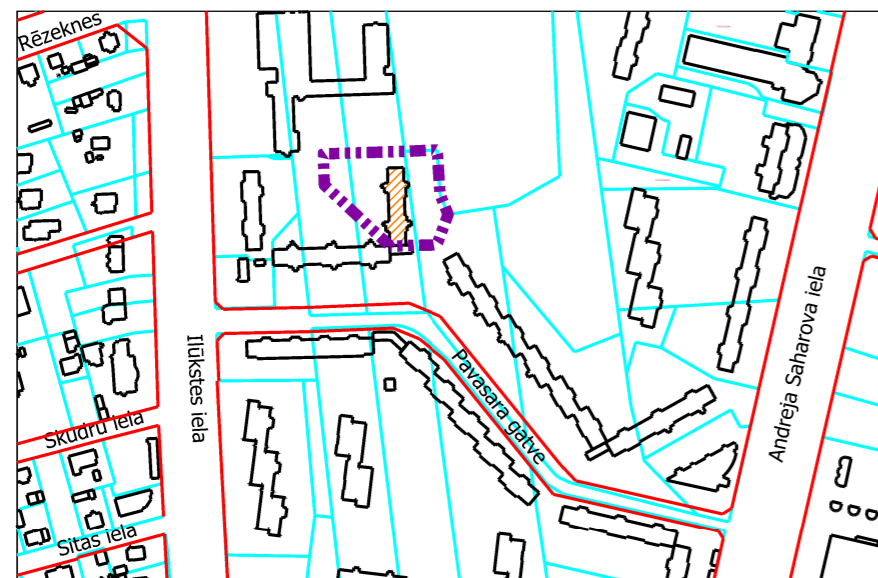 Rēzeknes
Ilūkstes iela
Pavasara gatve
Andreja Saharova iela
Skudru iela
Sitas iela